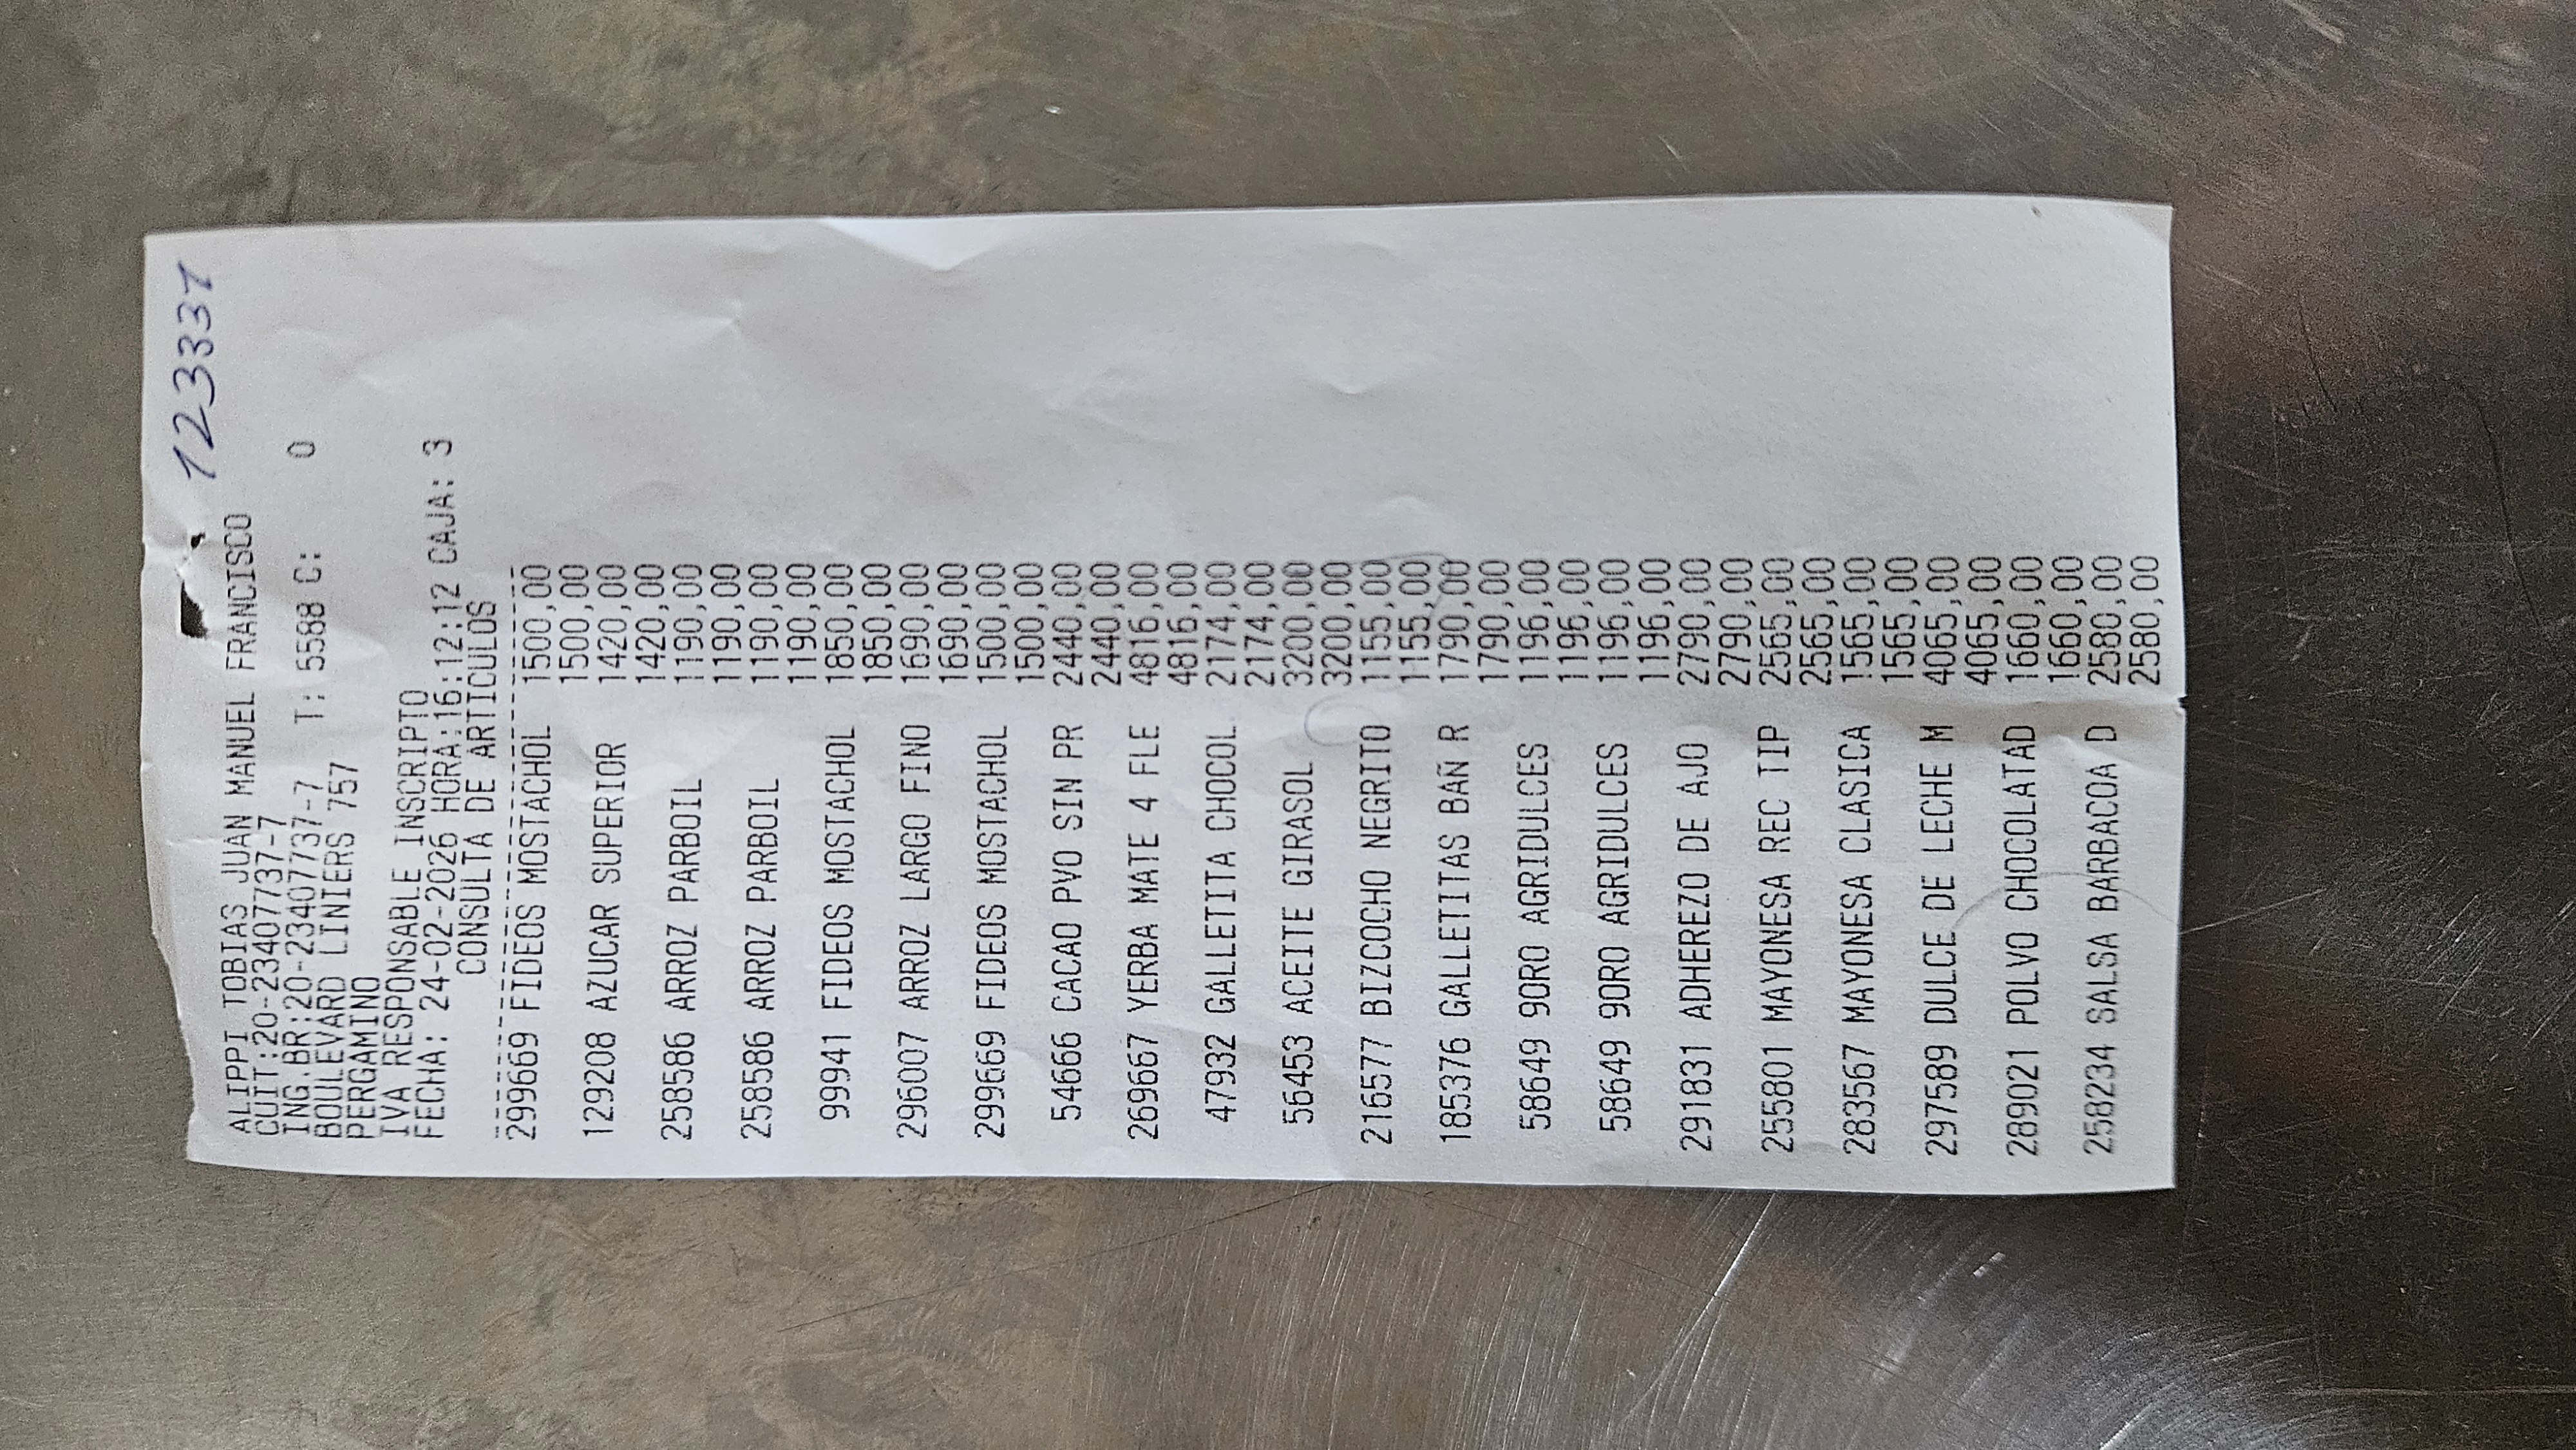 123331
ALIPPI TOBIAS JUAN MANUEL FRANCISCO
CUIT:20-23407737-7
ING.BR:20-23407737-7 T: 5588 C: 0
BOULEVARD LINIERS 757
PERGAMINO
IVA RESPONSABLE INSCRIPTO
FECHA: 24-02-2026 HORA:16:12:12 CAJA: 3
CONSULTA DE ARTICULOS
299669 FIDEOS MOSTACHOL 1500,00
1500,00
129208 AZUCAR SUPERIOR 1420,00
1420,00
258586 ARROZ PARBOIL 1190,00
1190,00
258586 ARROZ PARBOIL 1190,00
1190,00
99941 FIDEOS MOSTACHOL 1850,00
1850,00
296007 ARROZ LARGO FINO 1690,00
1690,00
299669 FIDEOS MOSTACHOL 1500,00
1500,00
54666 CACAO PVO SIN PR 2440,00
2440,00
269667 YERBA MATE 4 FLE 4816,00
4816,00
47932 GALLETITA CHOCOL 2174,00
2174,00
56453 ACEITE GIRASOL 3200,00
3200,00
216577 BIZCOCHO NEGRITO 1155,00
1155,00
185376 GALLETITAS BAÑ R 1790,00
1790,00
58649 9ORO AGRIDULCES 1196,00
1196,00
58649 9ORO AGRIDULCES 1196,00
1196,00
291831 ADHEREZO DE AJO 2790,00
2790,00
255801 MAYONESA REC TIP 2565,00
2565,00
283567 MAYONESA CLASICA 1565,00
1565,00
297589 DULCE DE LECHE M 4065,00
4065,00
289021 POLVO CHOCOLATAD 1660,00
1660,00
258234 SALSA BARBACOA D 2580,00
2580,00